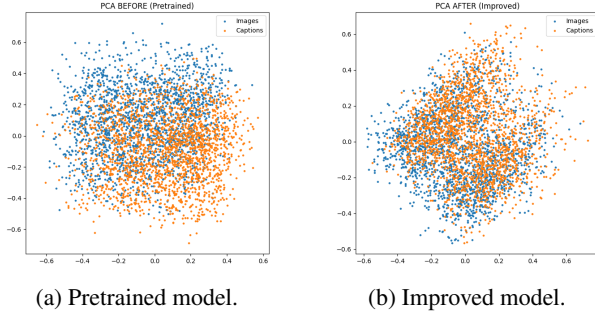 PCA BEFORE (Pretrained)
Images
Captions
0.6
0.4
0.2
0.0
−0.2
−0.4
−0.6
−0.6 −0.4 −0.2 0.0 0.2 0.4 0.6
(a) Pretrained model.
PCA AFTER (Improved)
Images
Captions
0.6
0.4
0.2
0.0
−0.2
−0.4
−0.6
−0.6 −0.4 −0.2 0.0 0.2 0.4 0.6
(b) Improved model.